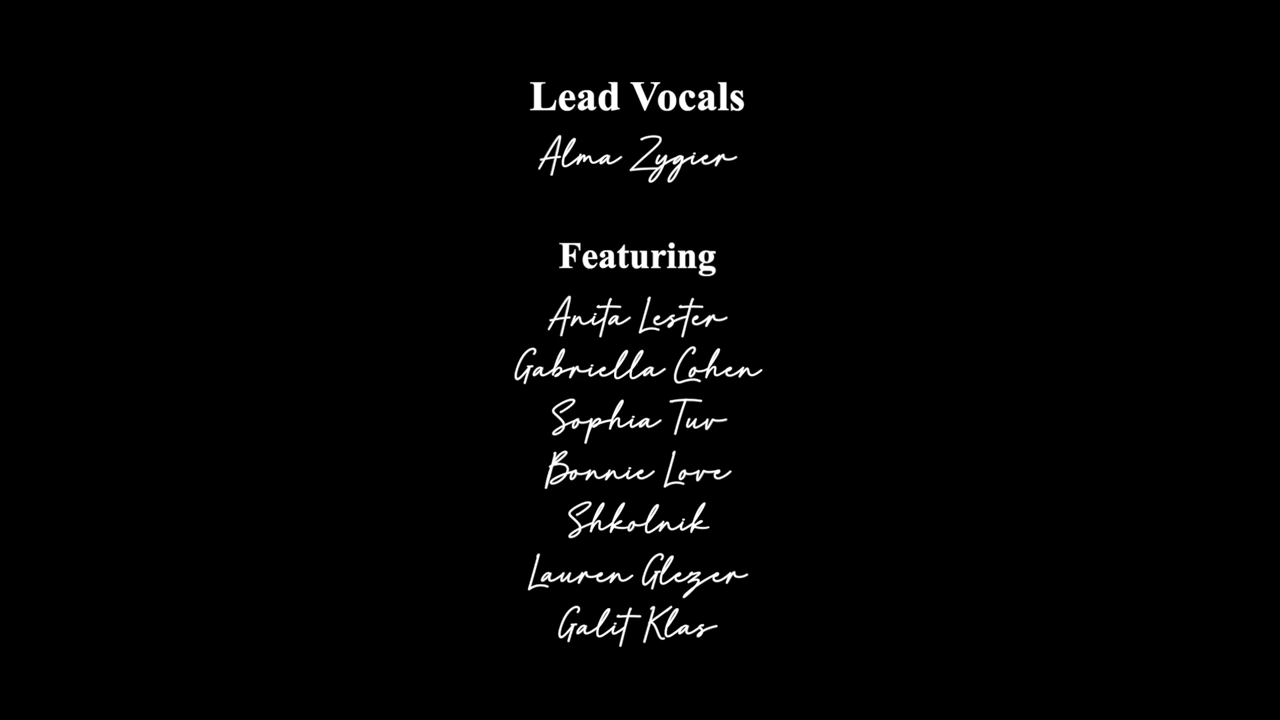 Lead Vocals
Alma Zygier
Featuring
Anita Lester
Gabriella Cohen
Sophia Tuv
Bonnie Love
Shkolnik
Lauren Glezer
Galit Klas